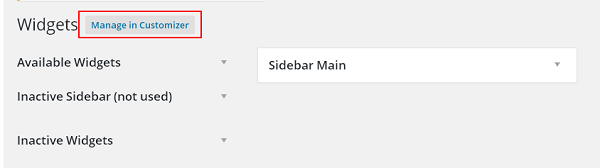 Widgets Manage in Customizer
Available Widgets
Sidebar Main
Inactive Sidebar (not used)
Inactive Widgets